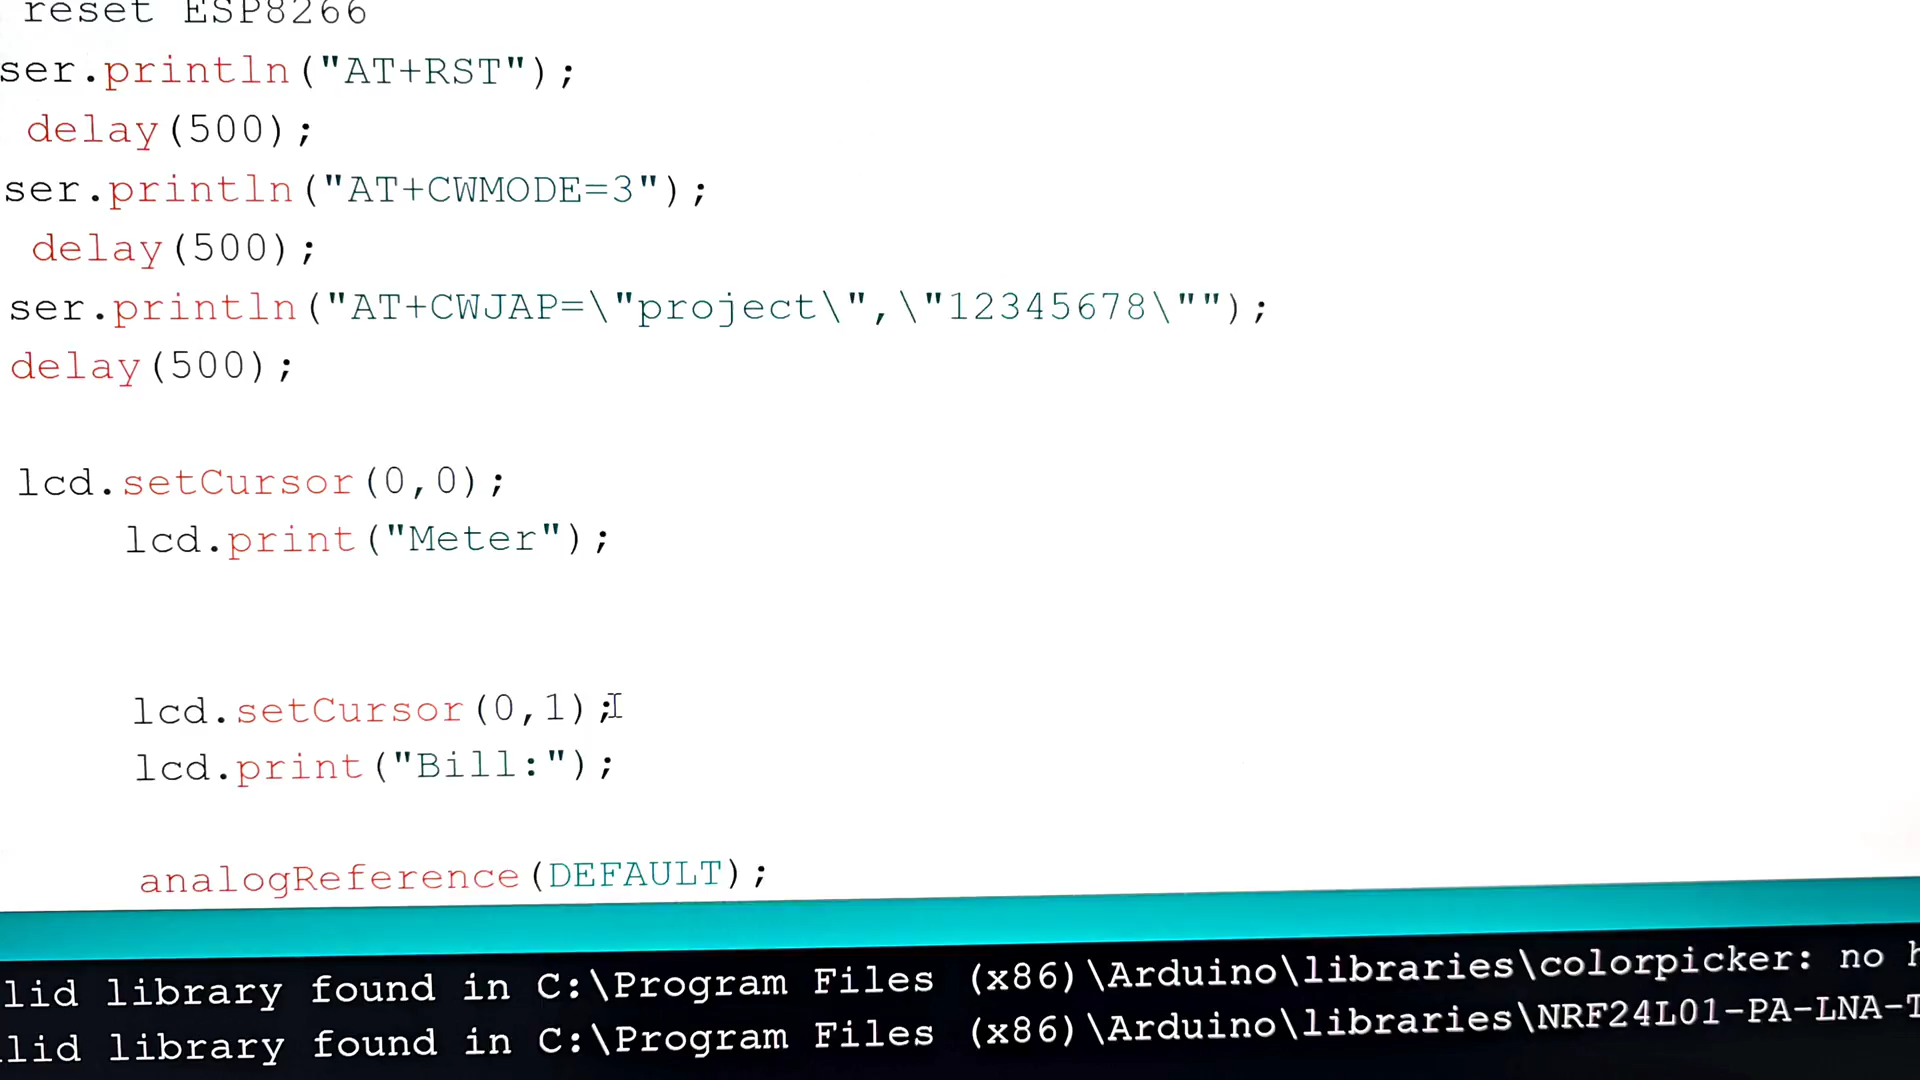 reset ESP8266
ser.println("AT+RST");
delay(500);
ser.println("AT+CWMODE=3");
delay(500);
ser.println("AT+CWJAP=\"project\",\"12345678\"");
delay(500);
lcd.setCursor(0,0);
lcd.print("Meter");
lcd.setCursor(0,1);
lcd.print("Bill:");
analogReference(DEFAULT);
lid library found in C:\Program Files (x86)\Arduino\libraries\colorpicker: no
lid library found in C:\Program Files (x86)\Arduino\libraries\NRF24L01-PA-LNA-